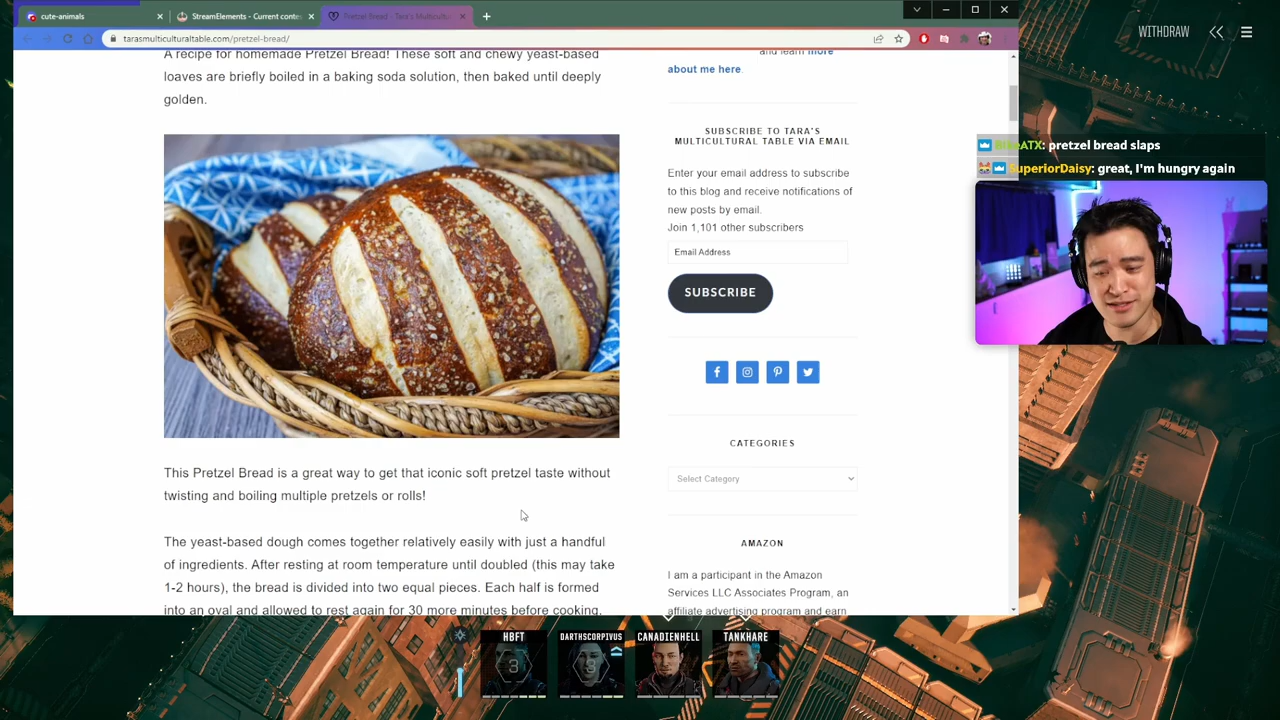 cute-animals
StreamElements - Current contes
Pretzel Bread - Tara's Multicultu
tarasmulticulturaltable.com/pretzel-bread/
WITHDRAW
A recipe for homemade Pretzel Bread! These soft and chewy yeast-based
loaves are briefly boiled in a baking soda solution, then baked until deeply
golden.
This Pretzel Bread is a great way to get that iconic soft pretzel taste without
twisting and boiling multiple pretzels or rolls!
The yeast-based dough comes together relatively easily with just a handful
of ingredients. After resting at room temperature until doubled (this may take
1-2 hours), the bread is divided into two equal pieces. Each half is formed
into an oval and allowed to rest again for 30 more minutes before cooking.
and learn more
about me here.
SUBSCRIBE TO TARA'S
MULTICULTURAL TABLE VIA EMAIL
Enter your email address to subscribe
to this blog and receive notifications of
new posts by email.
Join 1,101 other subscribers
Email Address
SUBSCRIBE
CATEGORIES
Select Category
AMAZON
I am a participant in the Amazon
Services LLC Associates Program, an
affiliate advertising program and earn
pretzel bread slaps
SuperiorDaisy: great, I'm hungry again
HBFT
DARTHSCORPIVUS
CANADIENHELL
TANKHARE
3